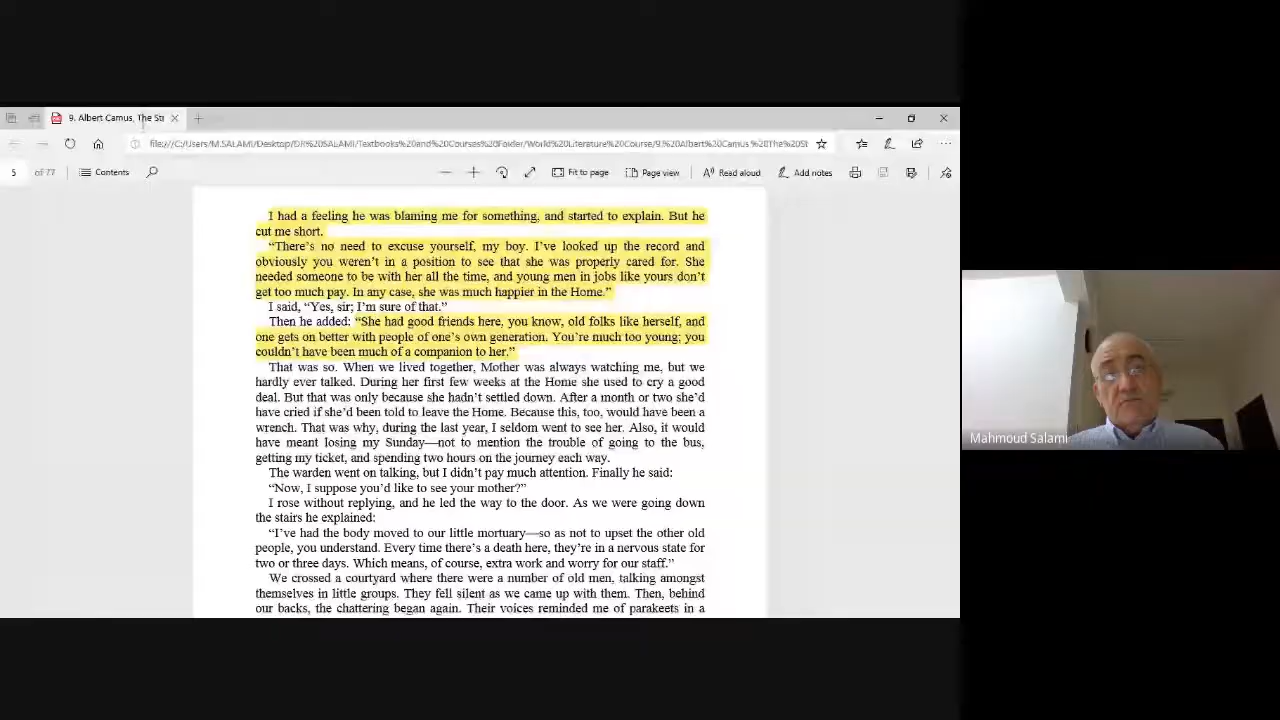 9. Albert Camus, The Str
file:///C:/Users/M.SALAMI/Desktop/DR%20SALAMI/Textbooks%20and%20Courses%20Folder/World%20Literature%20Course/9.%20Albert%20Camus,%20The%20St
5 of 77 Contents Fit to page Page view Read aloud Add notes
I had a feeling he was blaming me for something, and started to explain. But he
cut me short.
“There’s no need to excuse yourself, my boy. I’ve looked up the record and
obviously you weren’t in a position to see that she was properly cared for. She
needed someone to be with her all the time, and young men in jobs like yours don’t
get too much pay. In any case, she was much happier in the Home.”
I said, “Yes, sir; I’m sure of that.”
Then he added: “She had good friends here, you know, old folks like herself, and
one gets on better with people of one’s own generation. You’re much too young; you
couldn’t have been much of a companion to her.”
That was so. When we lived together, Mother was always watching me, but we
hardly ever talked. During her first few weeks at the Home she used to cry a good
deal. But that was only because she hadn’t settled down. After a month or two she’d
have cried if she’d been told to leave the Home. Because this, too, would have been a
wrench. That was why, during the last year, I seldom went to see her. Also, it would
have meant losing my Sunday—not to mention the trouble of going to the bus,
getting my ticket, and spending two hours on the journey each way.
The warden went on talking, but I didn’t pay much attention. Finally he said:
“Now, I suppose you’d like to see your mother?”
I rose without replying, and he led the way to the door. As we were going down
the stairs he explained:
“I’ve had the body moved to our little mortuary—so as not to upset the other old
people, you understand. Every time there’s a death here, they’re in a nervous state for
two or three days. Which means, of course, extra work and worry for our staff.”
We crossed a courtyard where there were a number of old men, talking amongst
themselves in little groups. They fell silent as we came up with them. Then, behind
our backs, the chattering began again. Their voices reminded me of parakeets in a
Mahmoud Salami